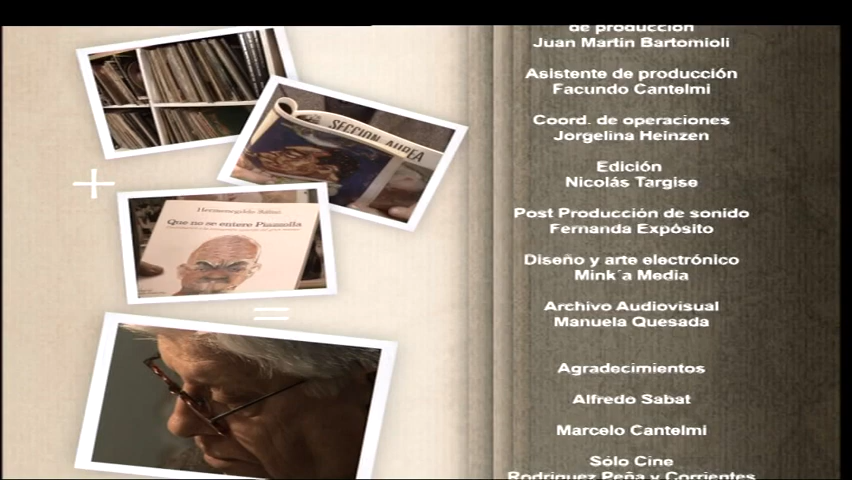 +
SECCION AUREA
Hermenegildo Sábat
Que no se entere Piazzolla
=
de producción
Juan Martin Bartomioli
Asistente de producción
Facundo Cantelmi
Coord. de operaciones
Jorgelina Heinzen
Edición
Nicolás Targise
Post Producción de sonido
Fernanda Expósito
Diseño y arte electrónico
Mink´a Media
Archivo Audiovisual
Manuela Quesada
Agradecimientos
Alfredo Sabat
Marcelo Cantelmi
Sólo Cine
Rodriguez Peña y Corrientes